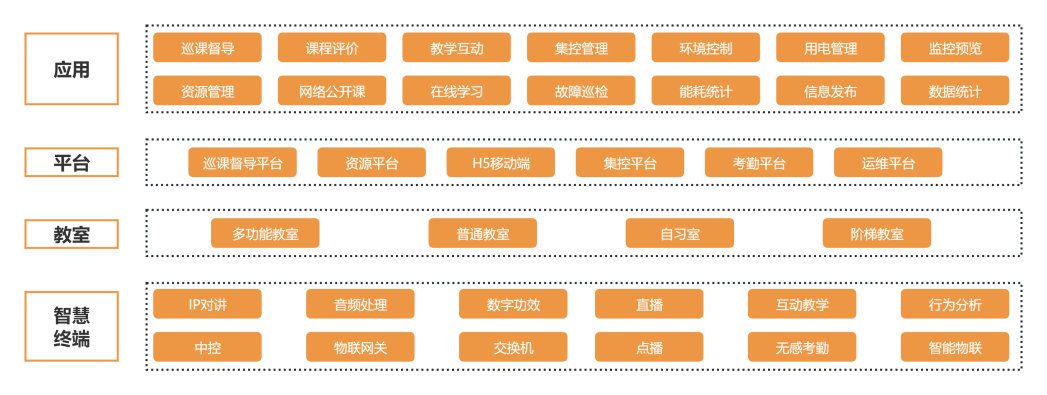 应用
巡课督导 课程评价 教学互动 集控管理 环境控制 用电管理 监控预览
资源管理 网络公开课 在线学习 故障巡检 能耗统计 信息发布 数据统计
平台
巡课督导平台 资源平台 H5移动端 集控平台 考勤平台 运维平台
教室
多功能教室 普通教室 自习室 阶梯教室
智慧
终端
IP对讲 音频处理 数字功效 直播 互动教学 行为分析
中控 物联网关 交换机 点播 无感考勤 智能物联